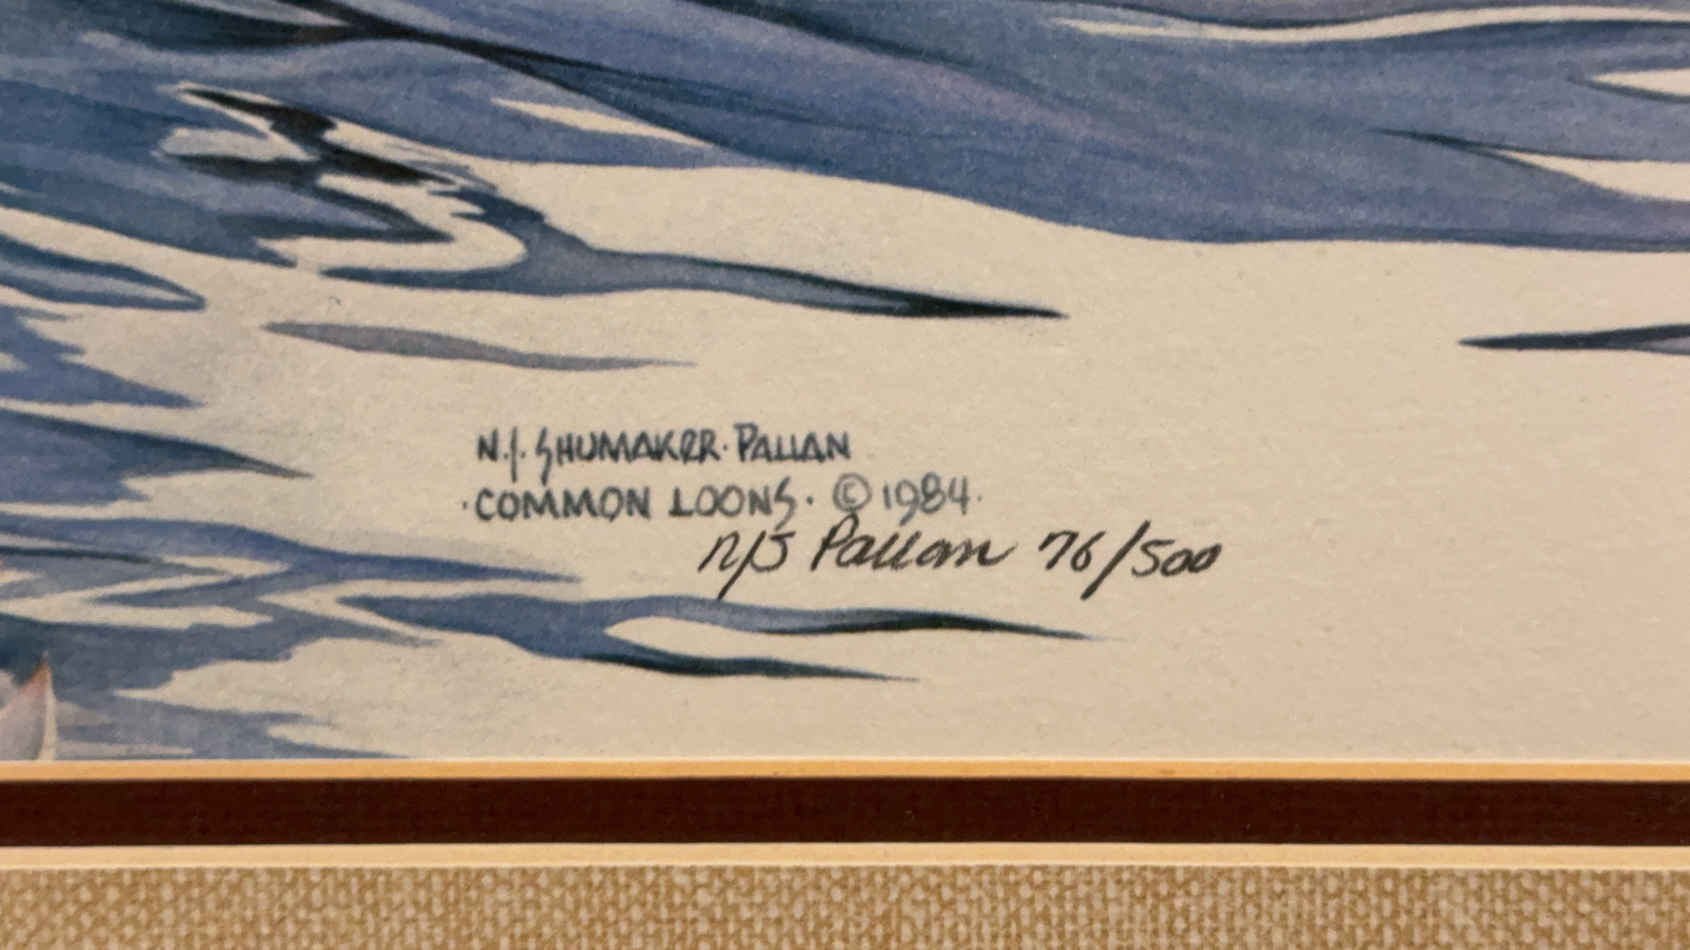 N.J. SHUMAKER · PALLAN
· COMMON LOONS · © 1984.
NJS Pallan 76/500